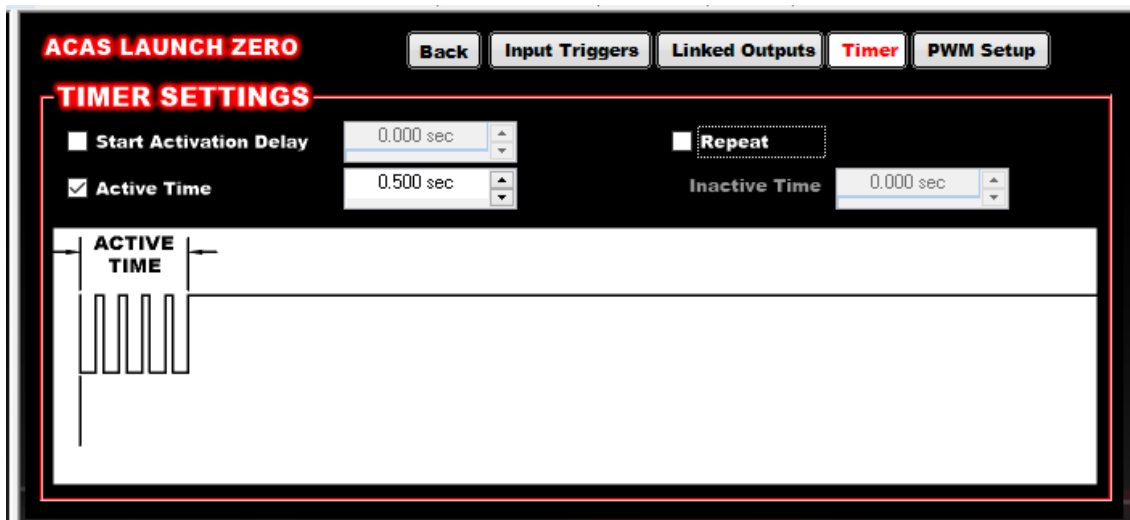 ACAS LAUNCH ZERO
Back
Input Triggers
Linked Outputs
Timer
PWM Setup
TIMER SETTINGS
Start Activation Delay
0.000 sec
Repeat
Active Time
0.500 sec
Inactive Time
0.000 sec
ACTIVE
TIME